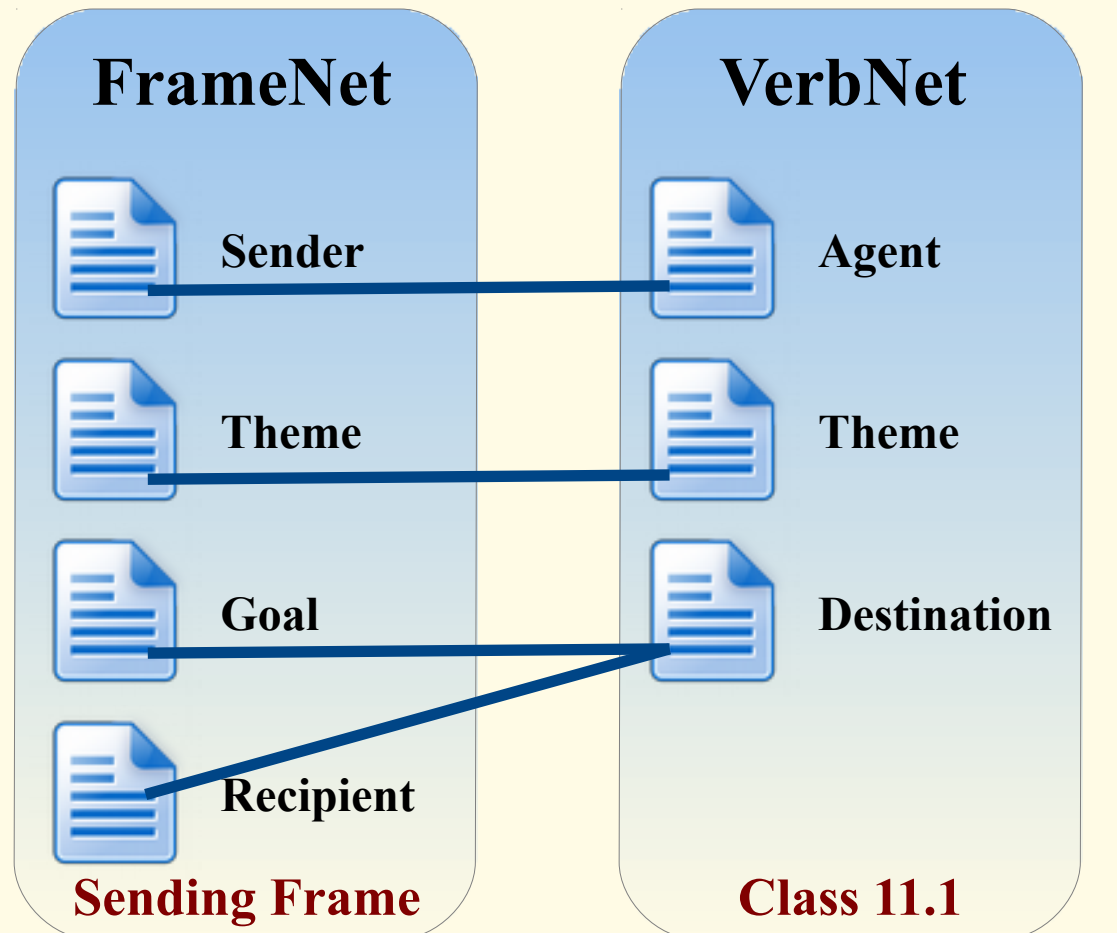 FrameNet
Sender
Theme
Goal
Recipient
Sending Frame
VerbNet
Agent
Theme
Destination
Class 11.1